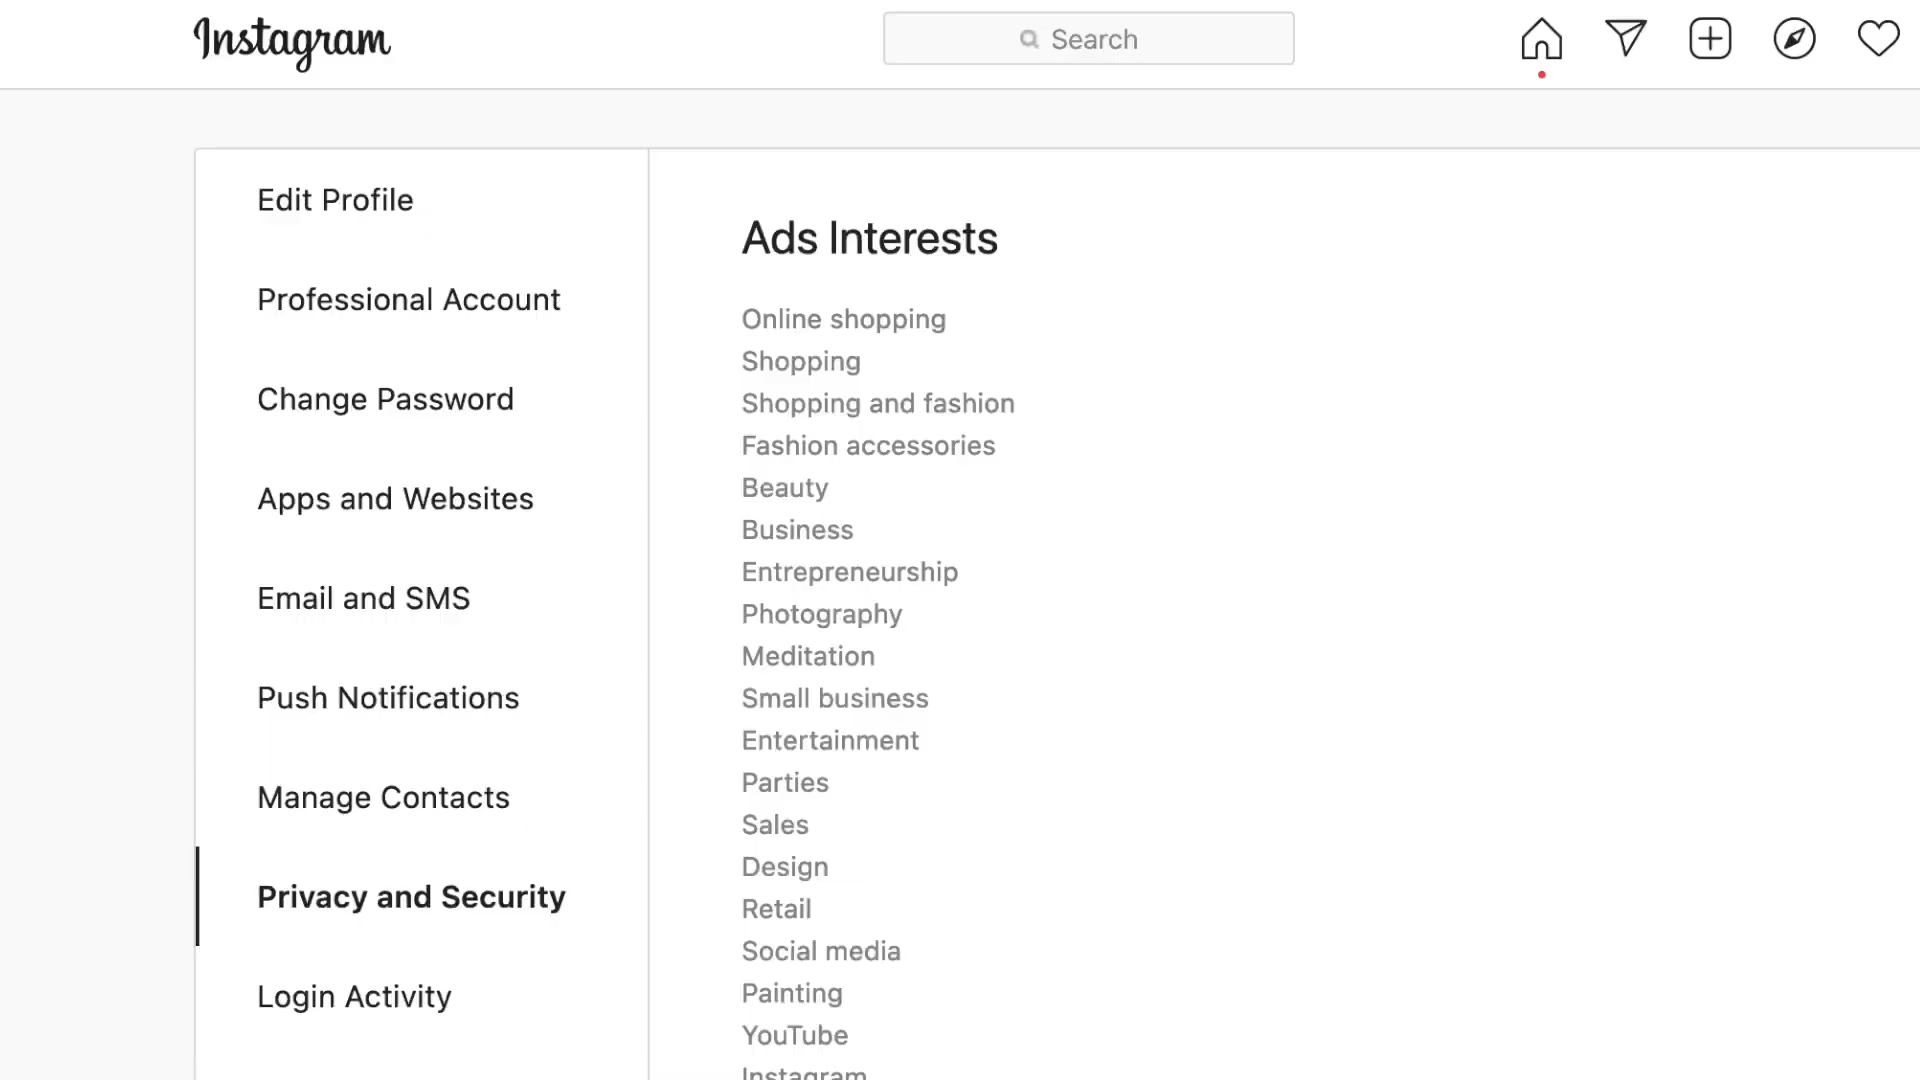 Instagram
Search
Edit Profile
Professional Account
Change Password
Apps and Websites
Email and SMS
Push Notifications
Manage Contacts
Privacy and Security
Login Activity
Ads Interests
Online shopping
Shopping
Shopping and fashion
Fashion accessories
Beauty
Business
Entrepreneurship
Photography
Meditation
Small business
Entertainment
Parties
Sales
Design
Retail
Social media
Painting
YouTube
Instagram